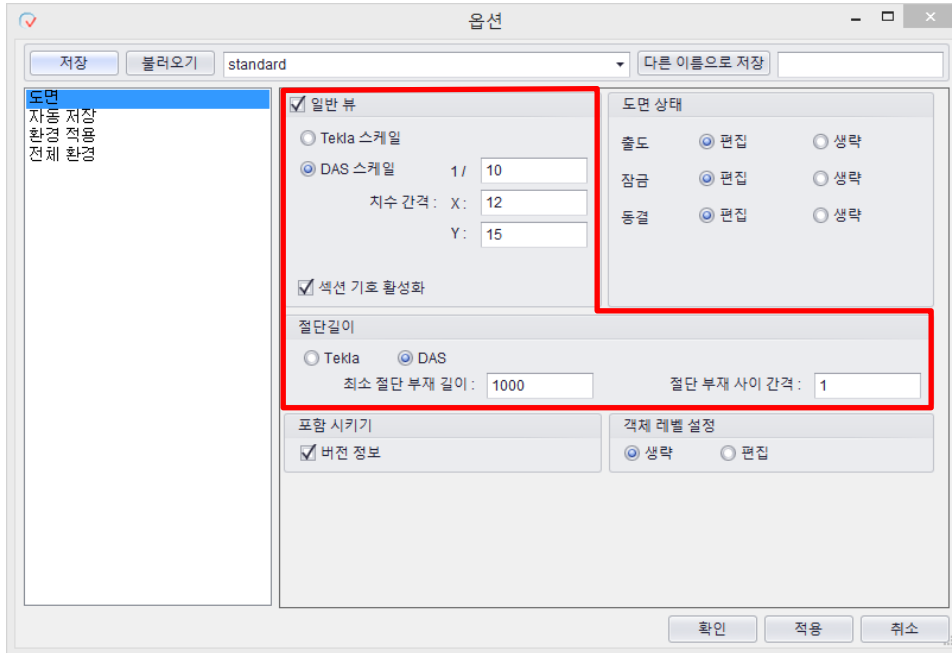 옵션
저장 불러오기 standard 다른 이름으로 저장
도면
자동 저장
환경 적용
전체 환경
일반 뷰
Tekla 스케일
DAS 스케일 1 / 10
치수 간격 : X : 12
Y : 15
섹션 기호 활성화
도면 상태
출도 편집 생략
잠금 편집 생략
동결 편집 생략
절단길이
Tekla DAS
최소 절단 부재 길이 : 1000 절단 부재 사이 간격 : 1
포함 시키기
버전 정보
객체 레벨 설정
생략 편집
확인 적용 취소